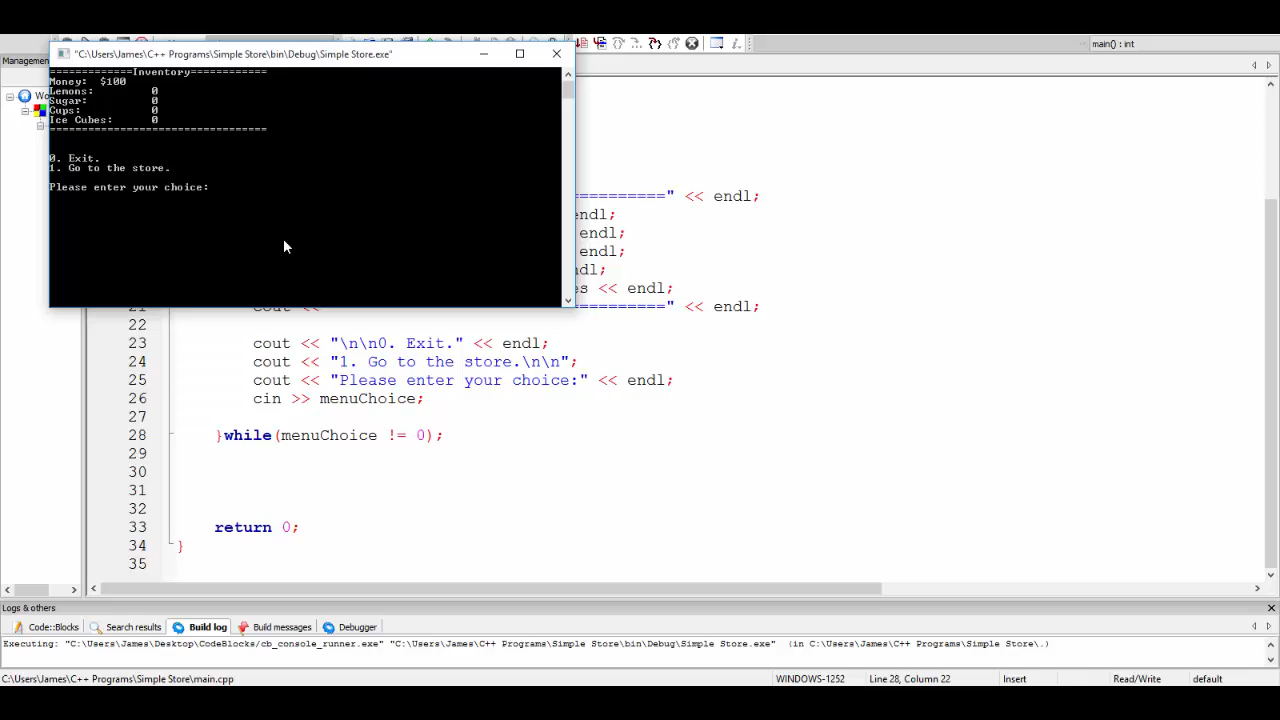 main() : int
"C:\Users\James\C++ Programs\Simple Store\bin\Debug\Simple Store.exe"
Management
============Inventory============
Money: $100
Lemons: 0
Sugar: 0
Cups: 0
Ice Cubes: 0
=================================
0. Exit.
1. Go to the store.
Please enter your choice:
=========" << endl;
endl;
endl;
endl;
endl;
es << endl;
21 cout << =========" << endl;
22
23 cout << "\n\n0. Exit." << endl;
24 cout << "1. Go to the store.\n\n";
25 cout << "Please enter your choice:" << endl;
26 cin >> menuChoice;
27
28 }while(menuChoice != 0);
29
30
31
32
33 return 0;
34 }
35
Logs & others
Code::Blocks Search results Build log Build messages Debugger
Executing: "C:\Users\James\Desktop\CodeBlocks/cb_console_runner.exe" "C:\Users\James\C++ Programs\Simple Store\bin\Debug\Simple Store.exe" (in C:\Users\James\C++ Programs\Simple Store\.)
C:\Users\James\C++ Programs\Simple Store\main.cpp WINDOWS-1252 Line 28, Column 22 Insert Read/Write default